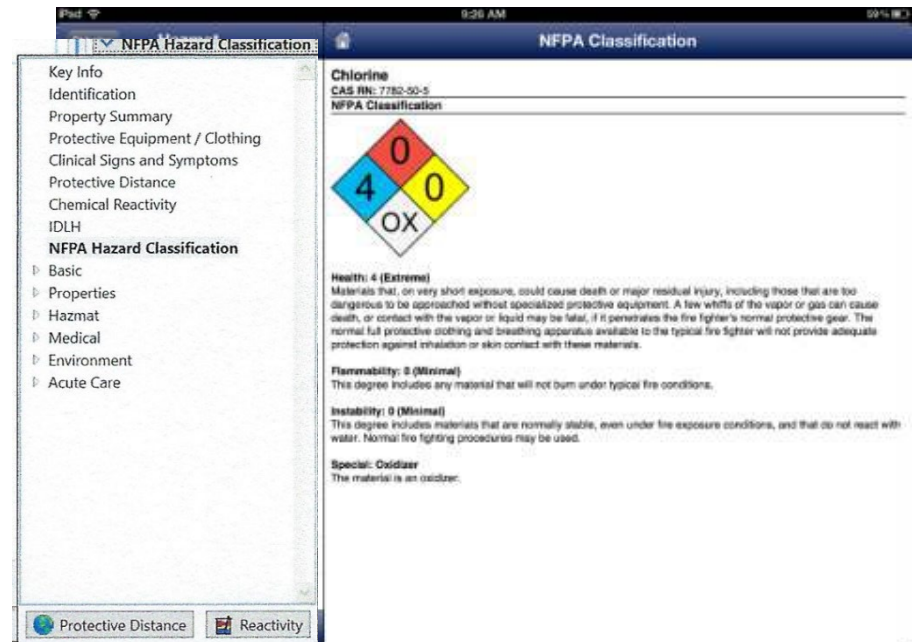 iPad
9:26 AM
59%
NFPA Hazard Classification
NFPA Classification
Key Info
Identification
Property Summary
Protective Equipment / Clothing
Clinical Signs and Symptoms
Protective Distance
Chemical Reactivity
IDLH
NFPA Hazard Classification
Basic
Properties
Hazmat
Medical
Environment
Acute Care
Protective Distance
Reactivity
Chlorine
CAS RN: 7782-50-5
NFPA Classification
0
4
0
OX
Health: 4 (Extreme)
Materials that, on very short exposure, could cause death or major residual injury, including those that are too
dangerous to be approached without specialized protective equipment. A few whiffs of the vapor or gas can cause
death, or contact with the vapor or liquid may be fatal, if it penetrates the fire fighter's normal protective gear. The
normal full protective clothing and breathing apparatus available to the typical fire fighter will not provide adequate
protection against inhalation or skin contact with these materials.
Flammability: 0 (Minimal)
This degree includes any material that will not burn under typical fire conditions.
Instability: 0 (Minimal)
This degree includes materials that are normally stable, even under fire exposure conditions, and that do not react with
water. Normal fire fighting procedures may be used.
Special: Oxidizer
The material is an oxidizer.